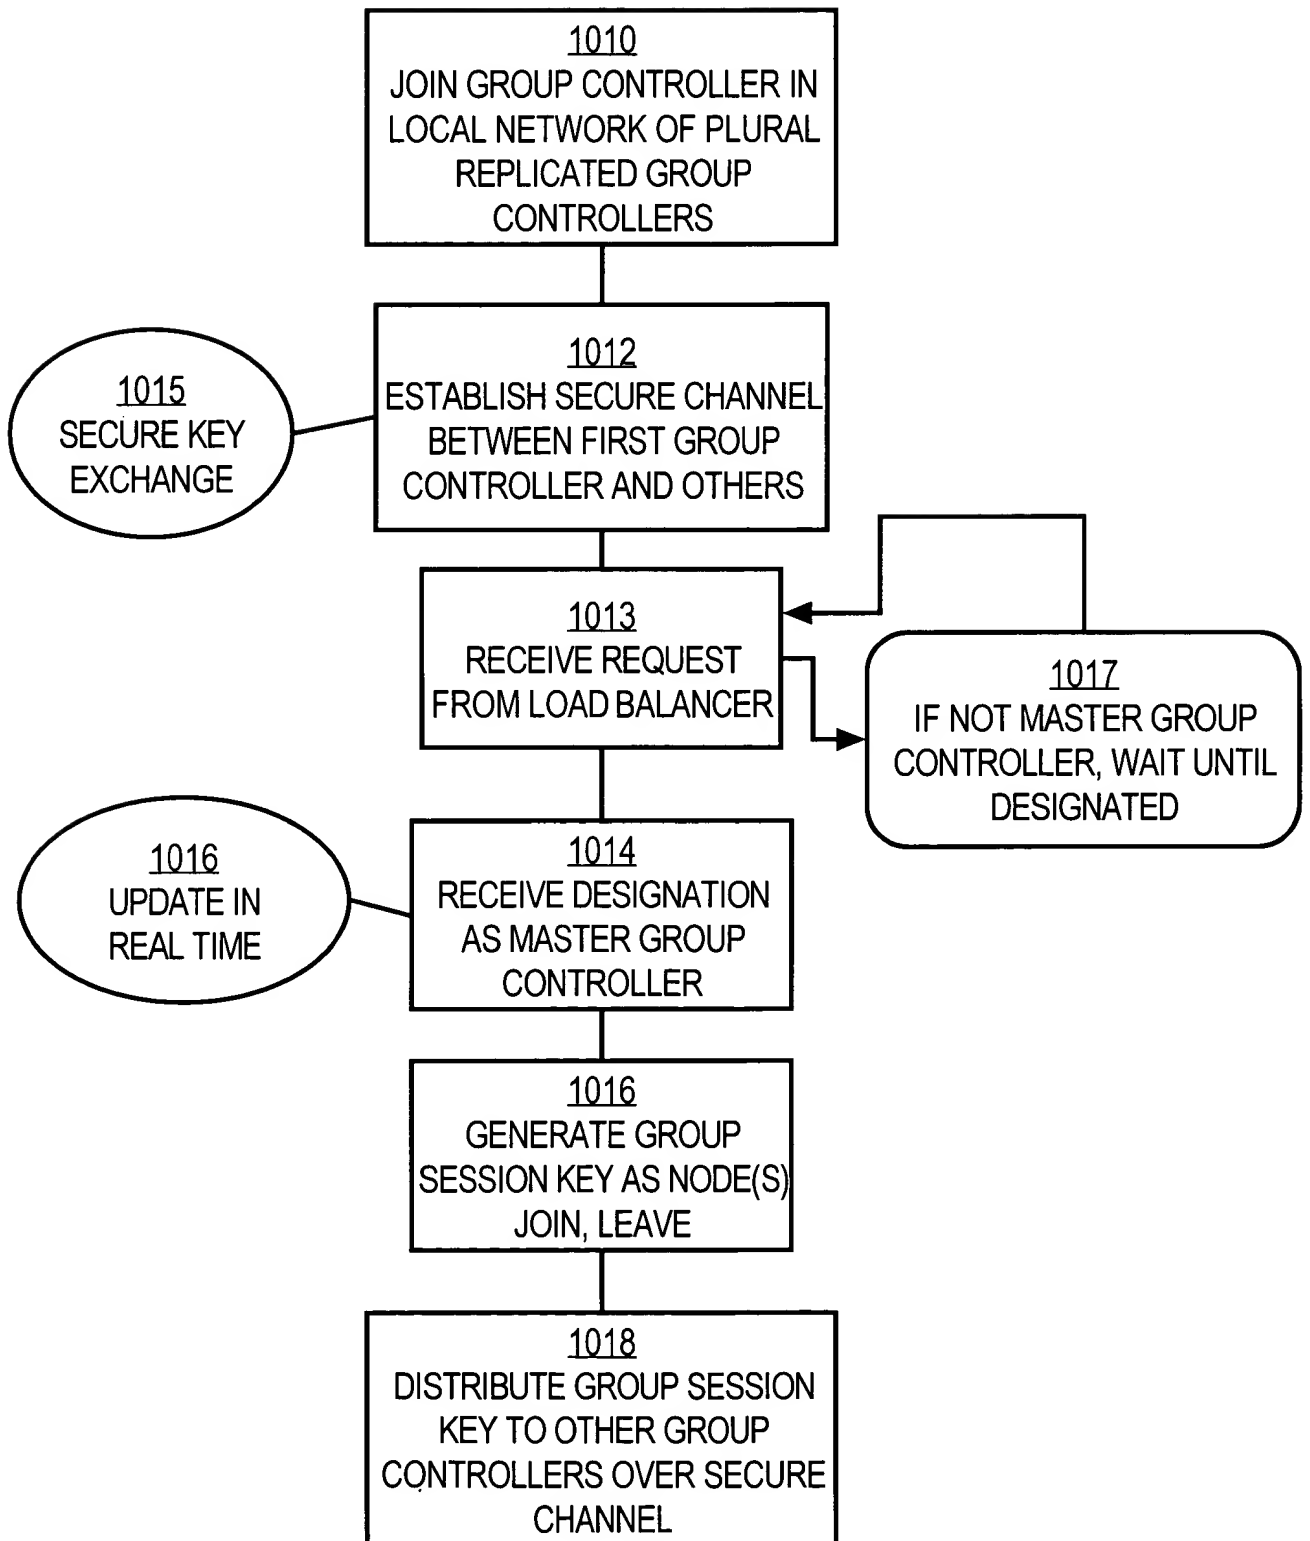 1010
JOIN GROUP CONTROLLER IN
LOCAL NETWORK OF PLURAL
REPLICATED GROUP
CONTROLLERS
1012
ESTABLISH SECURE CHANNEL
BETWEEN FIRST GROUP
CONTROLLER AND OTHERS
1015
SECURE KEY
EXCHANGE
1013
RECEIVE REQUEST
FROM LOAD BALANCER
1017
IF NOT MASTER GROUP
CONTROLLER, WAIT UNTIL
DESIGNATED
1014
RECEIVE DESIGNATION
AS MASTER GROUP
CONTROLLER
1016
UPDATE IN
REAL TIME
1016
GENERATE GROUP
SESSION KEY AS NODE(S)
JOIN, LEAVE
1018
DISTRIBUTE GROUP SESSION
KEY TO OTHER GROUP
CONTROLLERS OVER SECURE
CHANNEL